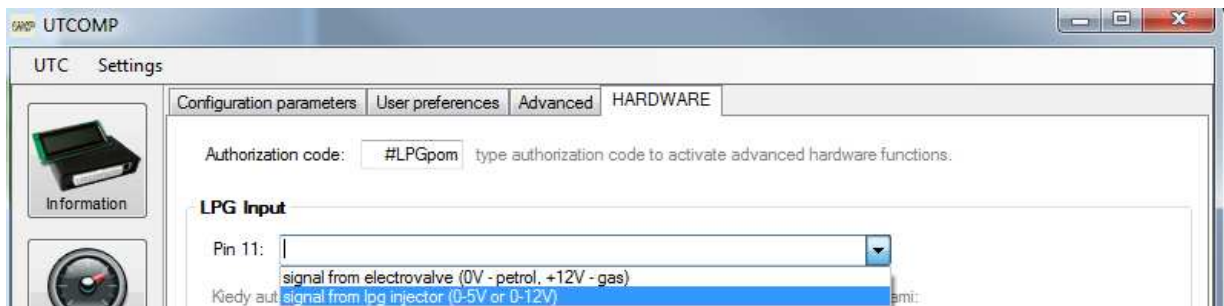 UTCOMP
UTC Settings
Configuration parameters User preferences Advanced HARDWARE
Authorization code: #LPGpom type authorization code to activate advanced hardware functions.
Information
LPG Input
Pin 11:
signal from electrovalve (0V - petrol, +12V - gas)
Kiedy aut signal from lpg injector (0-5V or 0-12V) ami: